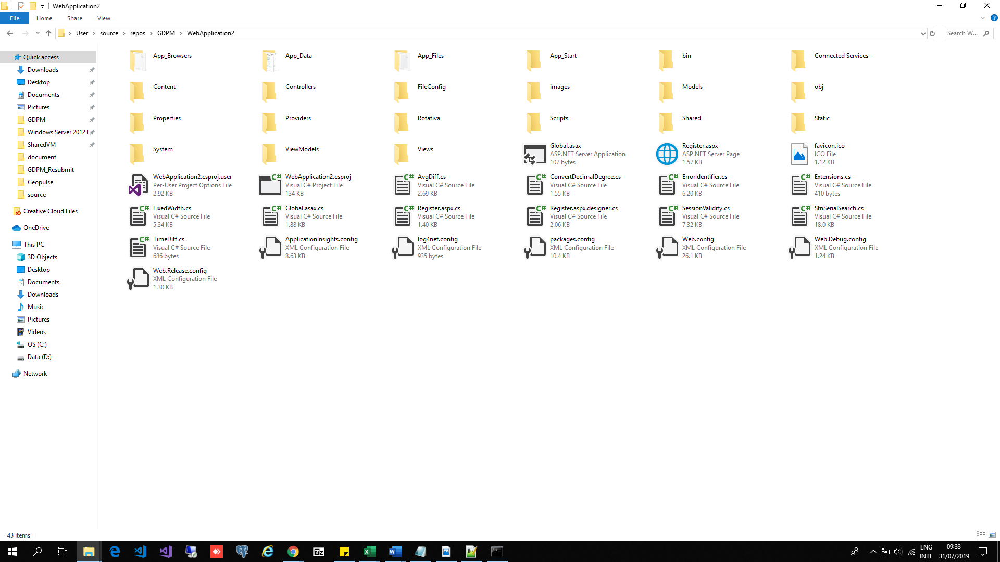 WebApplication2
File Home Share View
User source repos GDPM WebApplication2
Search W...
Quick access
Downloads
Desktop
Documents
Pictures
GDPM
Windows Server 2012
SharedVM
document
GDPM_Resubmit
Geopulse
source
Creative Cloud Files
OneDrive
This PC
3D Objects
Desktop
Documents
Downloads
Music
Pictures
Videos
OS (C:)
Data (D:)
Network
App_Browsers
App_Data
App_Files
App_Start
bin
Connected Services
Content
Controllers
FileConfig
images
Models
obj
Properties
Providers
Rotativa
Scripts
Shared
Static
System
ViewModels
Views
Global.asax
ASP.NET Server Application
107 bytes
Register.aspx
ASP.NET Server Page
1.57 KB
favicon.ico
ICO File
1.12 KB
WebApplication2.csproj.user
Per-User Project Options File
2.92 KB
WebApplication2.csproj
Visual C# Project File
134 KB
AvgDiff.cs
Visual C# Source File
2.69 KB
ConvertDecimalDegree.cs
Visual C# Source File
1.55 KB
ErrorIdentifier.cs
Visual C# Source File
6.20 KB
Extensions.cs
Visual C# Source File
410 bytes
FixedWidth.cs
Visual C# Source File
5.34 KB
Global.asax.cs
Visual C# Source File
1.88 KB
Register.aspx.cs
Visual C# Source File
1.40 KB
Register.aspx.designer.cs
Visual C# Source File
2.06 KB
SessionValidity.cs
Visual C# Source File
7.32 KB
StnSerialSearch.cs
Visual C# Source File
18.0 KB
TimeDiff.cs
Visual C# Source File
686 bytes
ApplicationInsights.config
XML Configuration File
8.63 KB
log4net.config
XML Configuration File
935 bytes
packages.config
XML Configuration File
10.4 KB
Web.config
XML Configuration File
26.1 KB
Web.Debug.config
XML Configuration File
1.24 KB
Web.Release.config
XML Configuration File
1.30 KB
43 items
ENG
INTL
09:33
31/07/2019